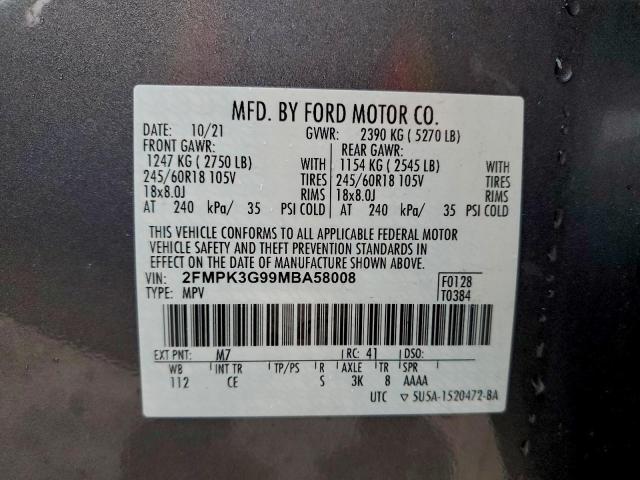 MFD. BY FORD MOTOR CO.
DATE: 10/21 GVWR: 2390 KG ( 5270 LB)
FRONT GAWR: REAR GAWR:
1247 KG ( 2750 LB) WITH 1154 KG ( 2545 LB) WITH
245/60R18 105V TIRES 245/60R18 105V TIRES
18x8.0J RIMS 18x8.0J RIMS
AT 240 kPa/ 35 PSI COLD AT 240 kPa/ 35 PSI COLD
THIS VEHICLE CONFORMS TO ALL APPLICABLE FEDERAL MOTOR
VEHICLE SAFETY AND THEFT PREVENTION STANDARDS IN
EFFECT ON THE DATE OF MANUFACTURE SHOWN ABOVE.
VIN: 2FMPK3G99MBA58008 F0128
TYPE: MPV T0384
EXT PNT: M7 RC: 41 DSO:
WB INT TR TP/PS R AXLE TR SPR
112 CE S 3K 8 AAAA
UTC ▽ 5U5A-1520472-BA